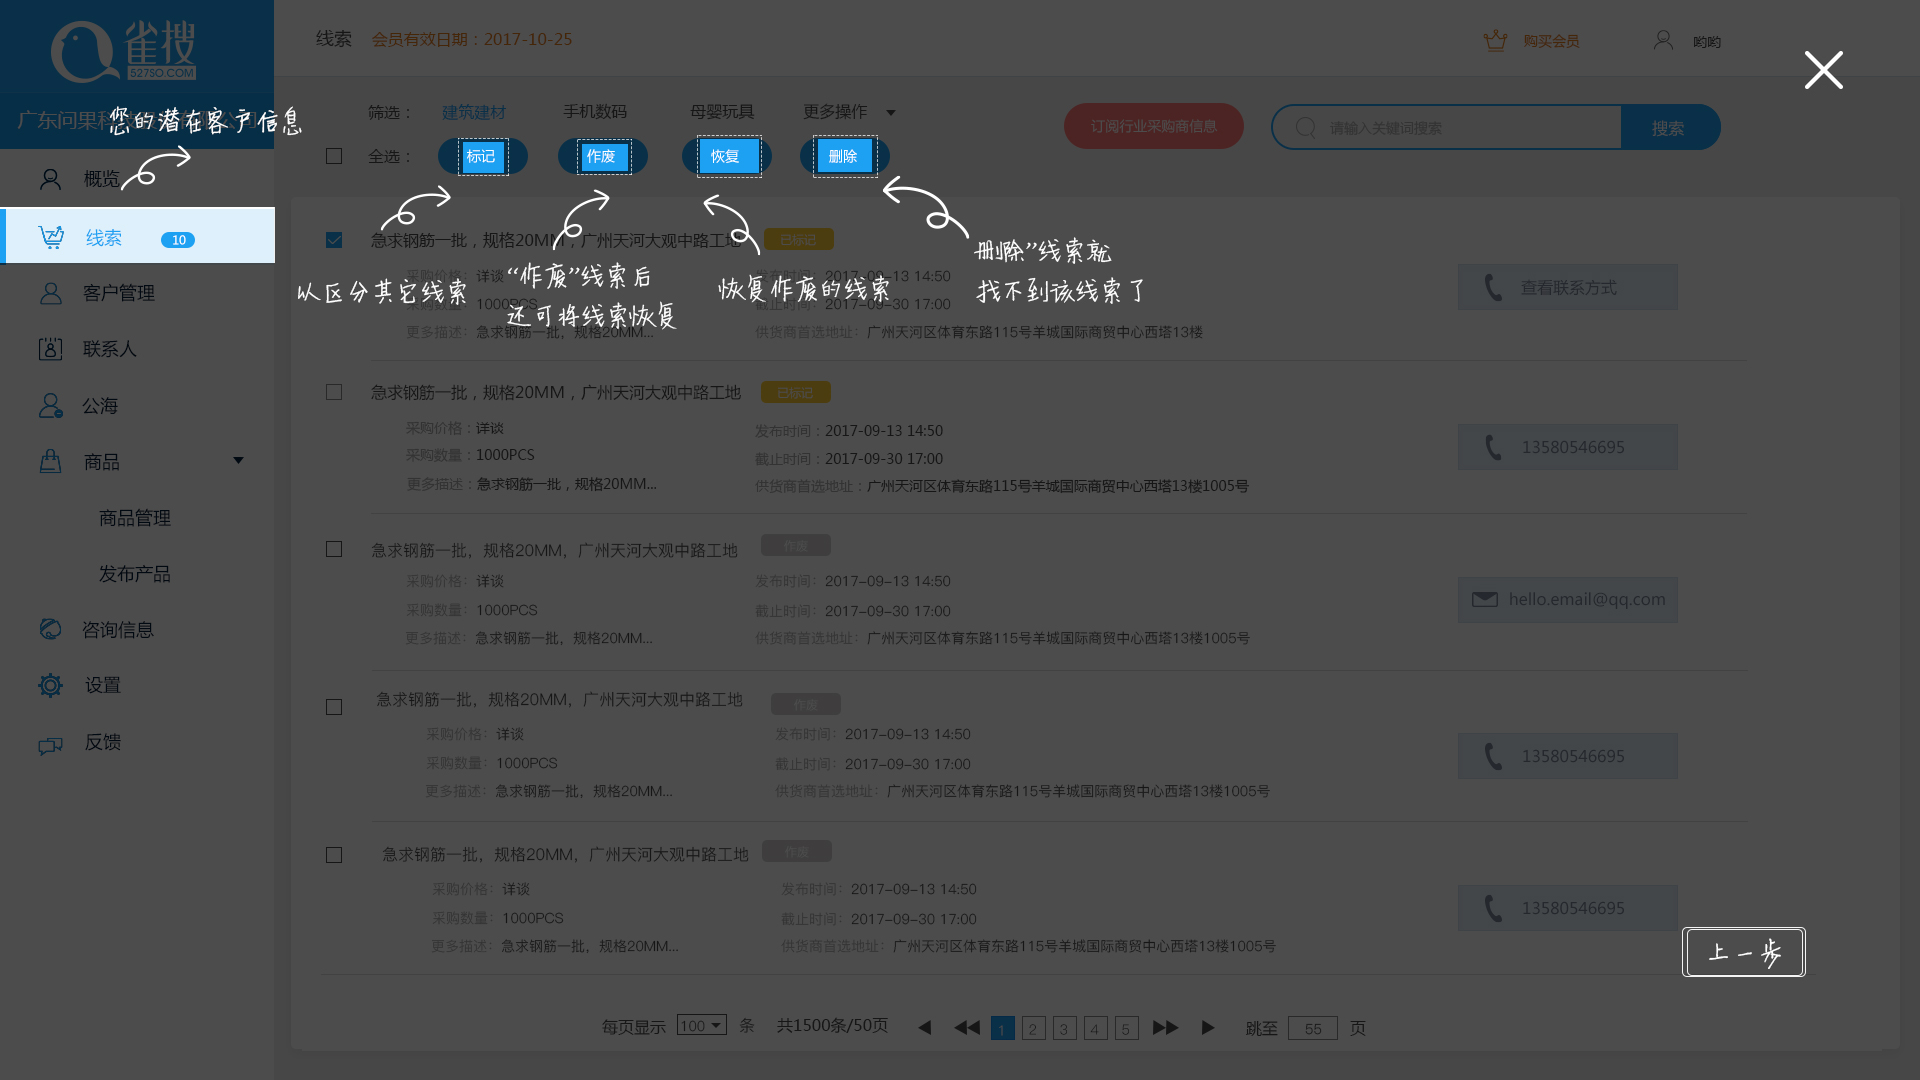 雀搜
527SO.COM
线索
会员有效日期：2017-10-25
购买会员
哟哟
广东问果科
您的潜在客户信息
筛选：
建筑建材
手机数码
母婴玩具
更多操作
订阅行业采购商信息
请输入关键词搜索
搜索
全选：
标记
作废
恢复
删除
概览
线索
10
客户管理
联系人
公海
商品
商品管理
发布产品
咨询信息
设置
反馈
以区分其它线索
“作废”线索后
还可将线索恢复
恢复作废的线索
删除”线索就
找不到该线索了
急求钢筋一批，规格20MM，广州天河大观中路工地
已标记
采购价格：详谈
发布时间：2017-09-13 14:50
采购数量：1000PCS
截止时间：2017-09-30 17:00
更多描述：急求钢筋一批，规格20MM...
供货商首选地址：广州天河区体育东路115号羊城国际商贸中心西塔13楼
查看联系方式
急求钢筋一批，规格20MM，广州天河大观中路工地
已标记
采购价格：详谈
发布时间：2017-09-13 14:50
采购数量：1000PCS
截止时间：2017-09-30 17:00
更多描述：急求钢筋一批，规格20MM...
供货商首选地址：广州天河区体育东路115号羊城国际商贸中心西塔13楼1005号
13580546695
急求钢筋一批，规格20MM，广州天河大观中路工地
作废
采购价格：详谈
发布时间：2017-09-13 14:50
采购数量：1000PCS
截止时间：2017-09-30 17:00
更多描述：急求钢筋一批，规格20MM...
供货商首选地址：广州天河区体育东路115号羊城国际商贸中心西塔13楼1005号
hello.email@qq.com
急求钢筋一批，规格20MM，广州天河大观中路工地
作废
采购价格：详谈
发布时间：2017-09-13 14:50
采购数量：1000PCS
截止时间：2017-09-30 17:00
更多描述：急求钢筋一批，规格20MM...
供货商首选地址：广州天河区体育东路115号羊城国际商贸中心西塔13楼1005号
13580546695
急求钢筋一批，规格20MM，广州天河大观中路工地
作废
采购价格：详谈
发布时间：2017-09-13 14:50
采购数量：1000PCS
截止时间：2017-09-30 17:00
更多描述：急求钢筋一批，规格20MM...
供货商首选地址：广州天河区体育东路115号羊城国际商贸中心西塔13楼1005号
13580546695
上一步
每页显示 100 条 共1500条/50页 1 2 3 4 5 跳至 55 页